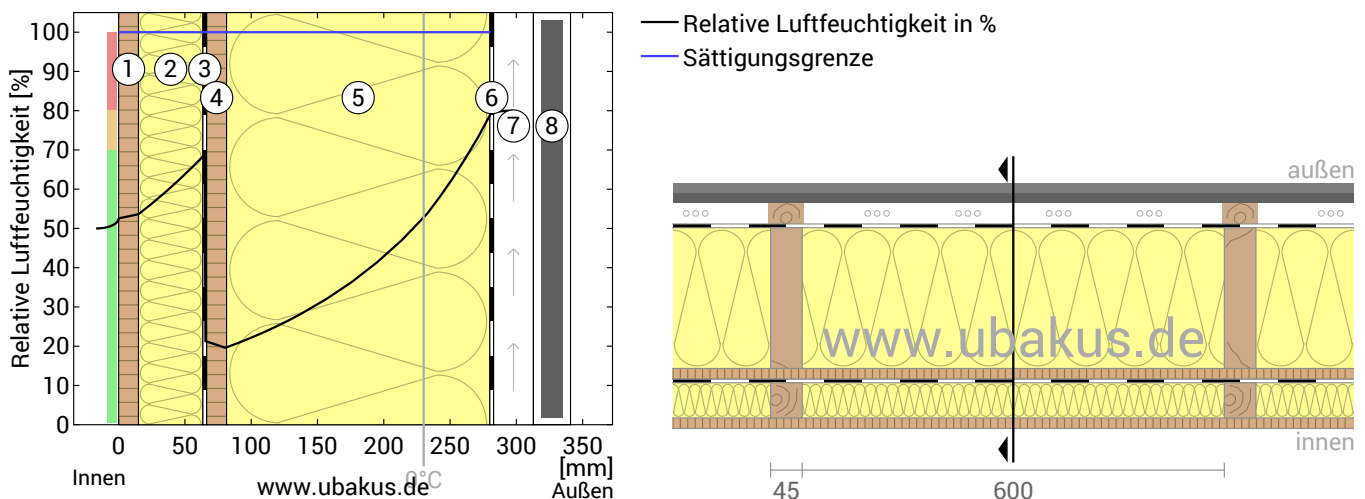 Relative Luftfeuchtigkeit in %
Sättigungsgrenze
Relative Luftfeuchtigkeit [%]
100
90
80
70
60
50
40
30
20
10
0
1
2
3
4
5
6
7
8
0
50
100
150
200
250
300
350
[mm]
Innen
www.ubakus.de
0°C
Außen
außen
www.ubakus.de
innen
45
600